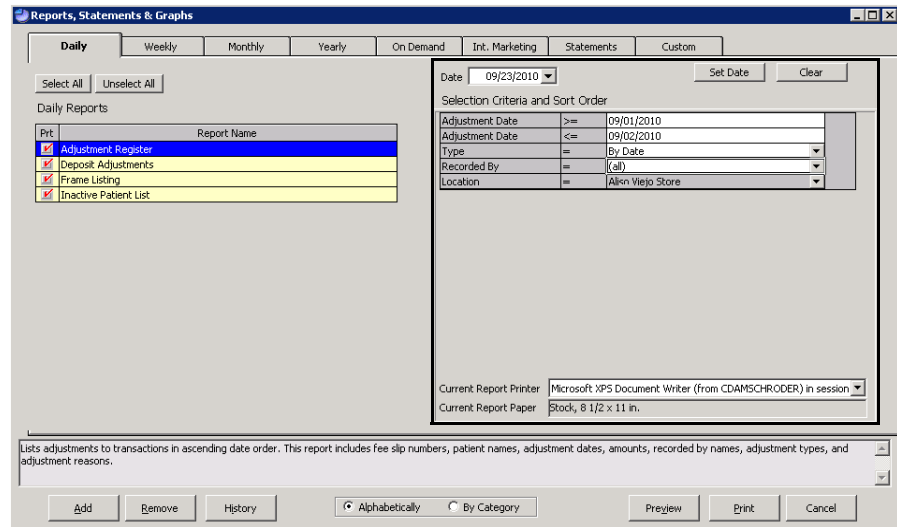 Reports, Statements & Graphs
Daily Weekly Monthly Yearly On Demand Int. Marketing Statements Custom
Select All Unselect All
Daily Reports
Prt Report Name
Adjustment Register
Deposit Adjustments
Frame Listing
Inactive Patient List
Date 09/23/2010 Set Date Clear
Selection Criteria and Sort Order
Adjustment Date >= 09/01/2010
Adjustment Date <= 09/02/2010
Type = By Date
Recorded By = (all)
Location = Viejo Store
Current Report Printer Microsoft XPS Document Writer (from CDAMSCHRODER) in session
Current Report Paper Stock, 8 1/2 x 11 in.
Lists adjustments to transactions in ascending date order. This report includes fee slip numbers, patient names, adjustment dates, amounts, recorded by names, adjustment types, and
adjustment reasons.
Add Remove History Alphabetically By Category Preview Print Cancel